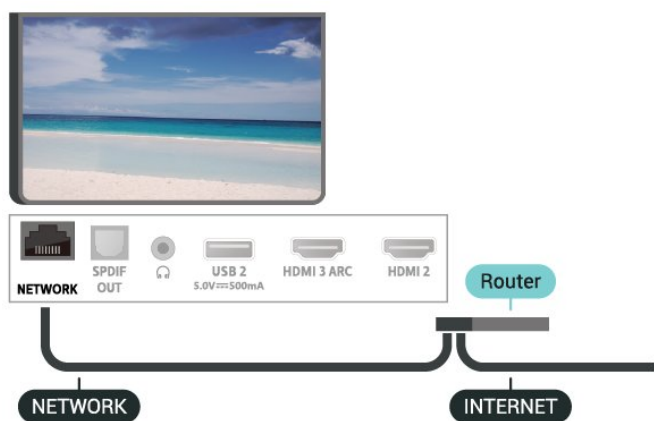 NETWORK
SPDIF
OUT
USB 2
5.0V⎓500mA
HDMI 3 ARC
HDMI 2
Router
NETWORK
INTERNET